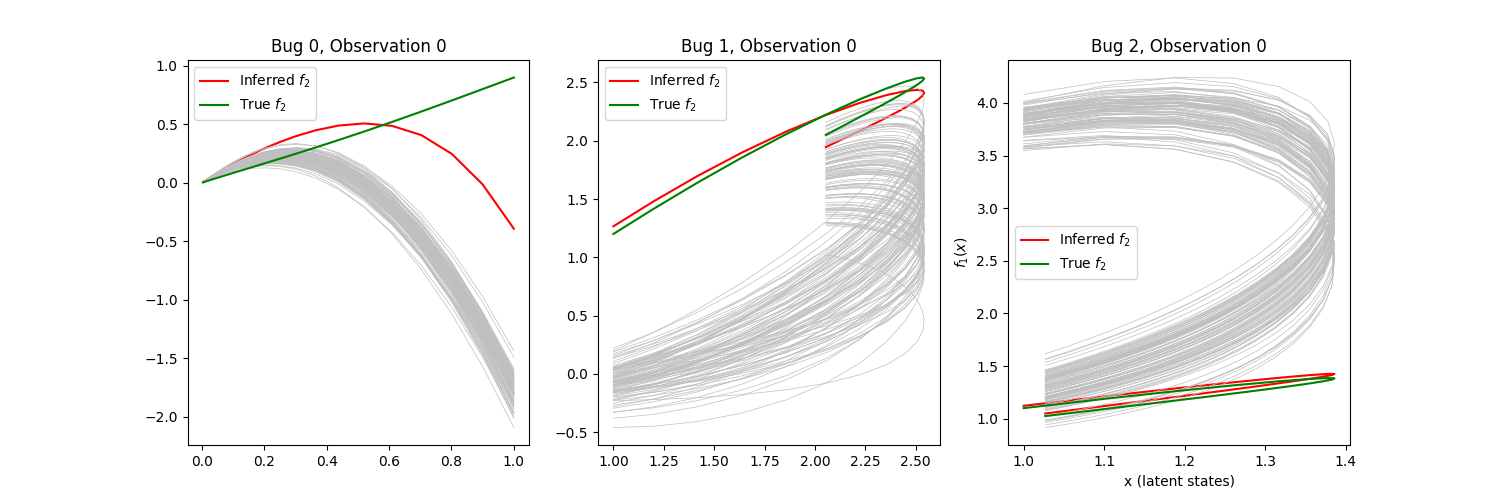 Bug 0, Observation 0
Inferred f₂
True f₂
1.0
0.5
0.0
−0.5
−1.0
−1.5
−2.0
0.0 0.2 0.4 0.6 0.8 1.0
Bug 1, Observation 0
Inferred f₂
True f₂
2.5
2.0
1.5
1.0
0.5
0.0
−0.5
1.00 1.25 1.50 1.75 2.00 2.25 2.50
Bug 2, Observation 0
4.0
3.5
3.0
2.5
2.0
1.5
1.0
f₁(x)
Inferred f₂
True f₂
1.0 1.1 1.2 1.3 1.4
x (latent states)